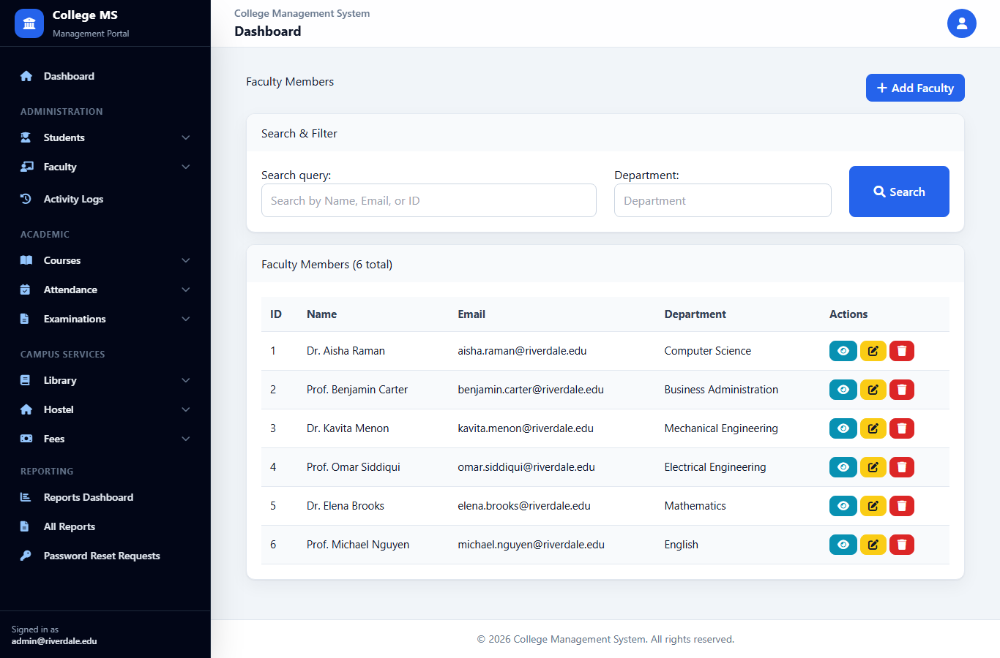 College MS
Management Portal
Dashboard
ADMINISTRATION
Students
Faculty
Activity Logs
ACADEMIC
Courses
Attendance
Examinations
CAMPUS SERVICES
Library
Hostel
Fees
REPORTING
Reports Dashboard
All Reports
Password Reset Requests
Signed in as
admin@riverdale.edu
College Management System
Dashboard
Faculty Members
Add Faculty
Search & Filter
Search query:
Search by Name, Email, or ID
Department:
Department
Search
Faculty Members (6 total)
ID Name Email Department Actions
1 Dr. Aisha Raman aisha.raman@riverdale.edu Computer Science
2 Prof. Benjamin Carter benjamin.carter@riverdale.edu Business Administration
3 Dr. Kavita Menon kavita.menon@riverdale.edu Mechanical Engineering
4 Prof. Omar Siddiqui omar.siddiqui@riverdale.edu Electrical Engineering
5 Dr. Elena Brooks elena.brooks@riverdale.edu Mathematics
6 Prof. Michael Nguyen michael.nguyen@riverdale.edu English
© 2026 College Management System. All rights reserved.